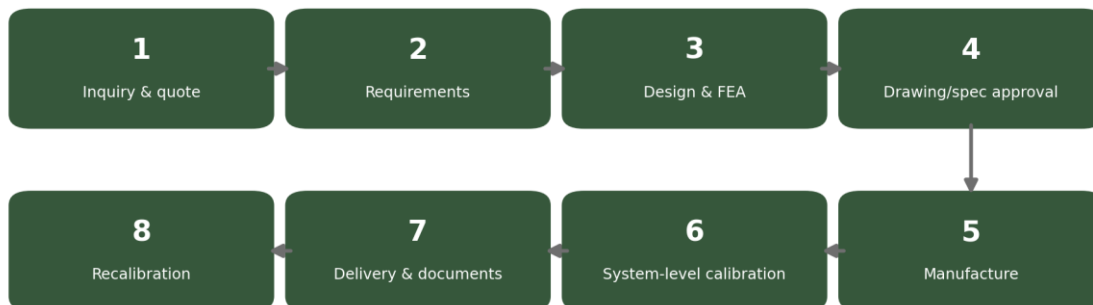 1
Inquiry & quote
2
Requirements
3
Design & FEA
4
Drawing/spec approval
5
Manufacture
6
System-level calibration
7
Delivery & documents
8
Recalibration